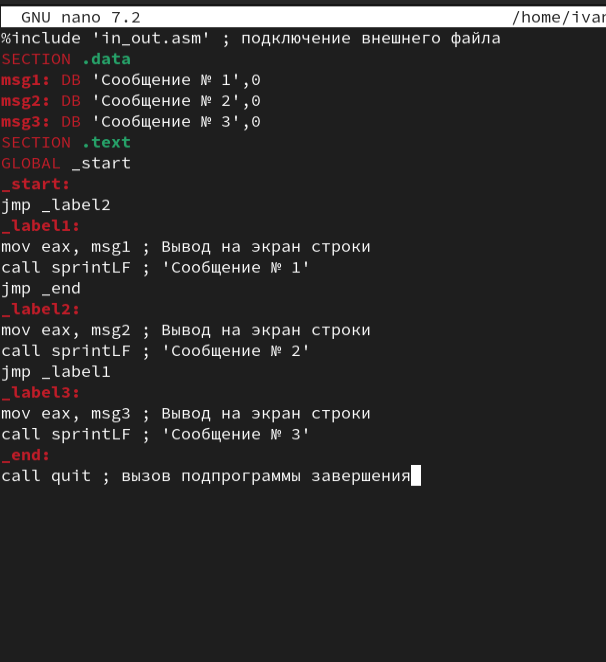 GNU nano 7.2 /home/ivan
%include 'in_out.asm' ; подключение внешнего файла
SECTION .data
msg1: DB 'Сообщение № 1',0
msg2: DB 'Сообщение № 2',0
msg3: DB 'Сообщение № 3',0
SECTION .text
GLOBAL _start
_start:
jmp _label2
_label1:
mov eax, msg1 ; Вывод на экран строки
call sprintLF ; 'Сообщение № 1'
jmp _end
_label2:
mov eax, msg2 ; Вывод на экран строки
call sprintLF ; 'Сообщение № 2'
jmp _label1
_label3:
mov eax, msg3 ; Вывод на экран строки
call sprintLF ; 'Сообщение № 3'
_end:
call quit ; вызов подпрограммы завершения